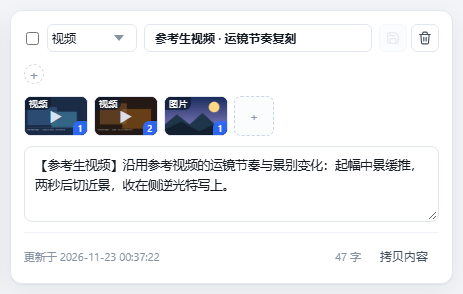 视频 参考生视频 · 运镜节奏复刻
+
视频 1 视频 2 图片 1 +
【参考生视频】沿用参考视频的运镜节奏与景别变化：起幅中景缓推，
两秒后切近景，收在侧逆光特写上。
更新于 2026-11-23 00:37:22 47 字 拷贝内容